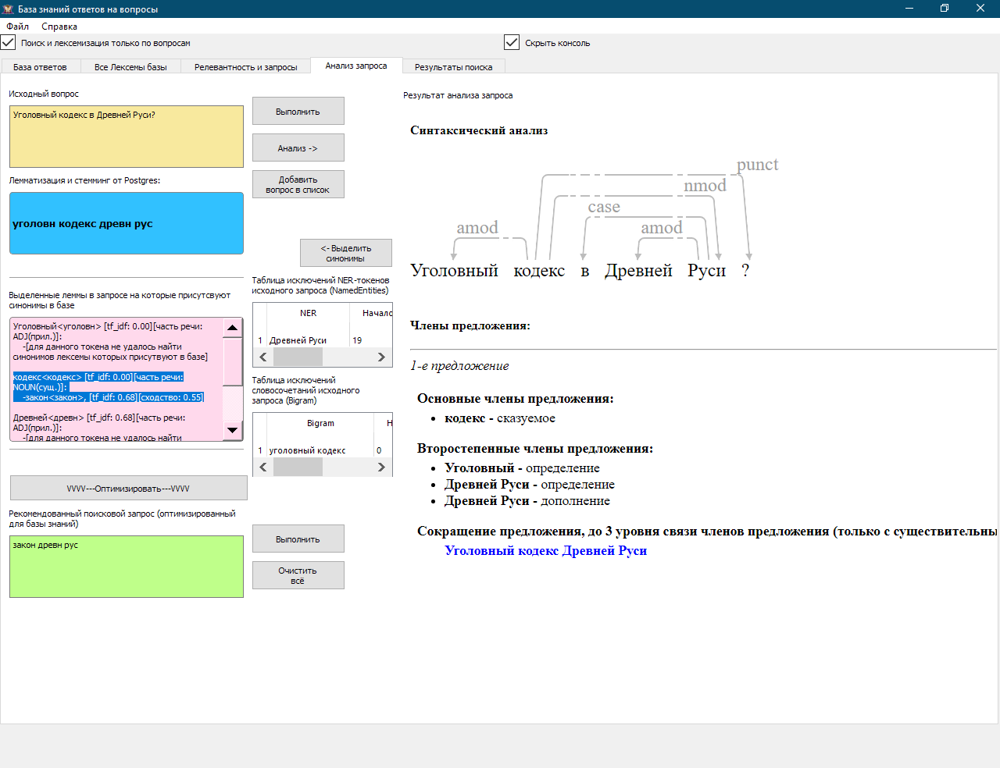 База знаний ответов на вопросы
Файл Справка
Поиск и лексемизация только по вопросам
Скрыть консоль
База ответов
Все Лексемы базы
Релевантность и запросы
Анализ запроса
Результаты поиска
Исходный вопрос
Уголовный кодекс в Древней Руси?
Выполнить
Анализ ->
Добавить
вопрос в список
Лемматизация и стемминг от Postgres:
уголовн кодекс древн рус
<- Выделить
синонимы
Выделенные леммы в запросе на которые присутсвуют
синонимы в базе
Уголовный<уголовн> [tf_idf: 0.00][часть речи:
ADJ(прил.)]:
-[для данного токена не удалось найти
синонимов лексемы которых присутвуют в базе]
кодекс<кодекс> [tf_idf: 0.00][часть речи:
NOUN(сущ.)]:
-закон<закон>, [tf_idf: 0.68][сходство: 0.55]
Древней<древн> [tf_idf: 0.68][часть речи:
ADJ(прил.)]:
-[для данного токена не удалось найти
Таблица исключений NER-токенов
исходного запроса (NamedEntities)
NER Начало
1 Древней Руси 19
Таблица исключений
словосочетаний исходного
запроса (Bigram)
Bigram Н
1 уголовный кодекс 0
VVVV---Оптимизировать---VVVV
Рекомендованный поисковой запрос (оптимизированный
для базы знаний)
закон древн рус
Выполнить
Очистить
всё
Результат анализа запроса
Синтаксический анализ
punct
nmod
case
amod amod
Уголовный кодекс в Древней Руси ?
Члены предложения:
1-е предложение
Основные члены предложения:
• кодекс - сказуемое
Второстепенные члены предложения:
• Уголовный - определение
• Древней Руси - определение
• Древней Руси - дополнение
Сокращение предложения, до 3 уровня связи членов предложения (только с существительны
Уголовный кодекс Древней Руси